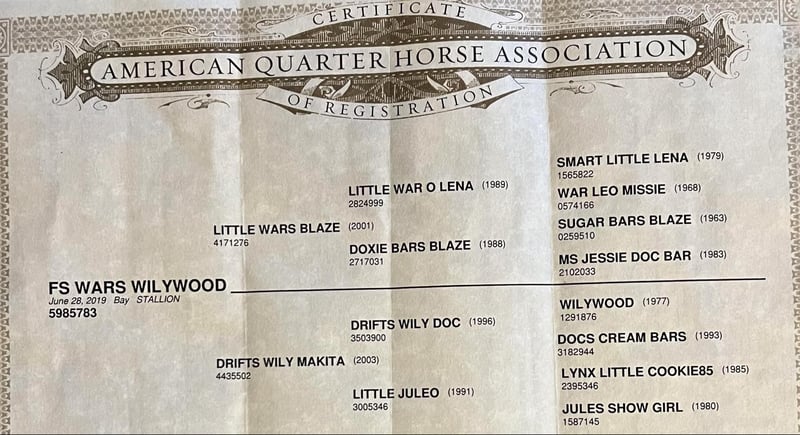 CERTIFICATE
AMERICAN QUARTER HORSE ASSOCIATION
OF REGISTRATION
SMART LITTLE LENA (1979)
1565822
LITTLE WAR O LENA (1989)
2824999
WAR LEO MISSIE (1968)
0574166
LITTLE WARS BLAZE (2001)
4171276
SUGAR BARS BLAZE (1963)
0259510
DOXIE BARS BLAZE (1988)
2717031
MS JESSIE DOC BAR (1983)
2102033
FS WARS WILYWOOD
June 28, 2019 Bay STALLION
5985783
WILYWOOD (1977)
1291876
DRIFTS WILY DOC (1996)
3503900
DOCS CREAM BARS (1993)
3182944
DRIFTS WILY MAKITA (2003)
4435502
LYNX LITTLE COOKIE85 (1985)
2395346
LITTLE JULEO (1991)
3005346
JULES SHOW GIRL (1980)
1587145